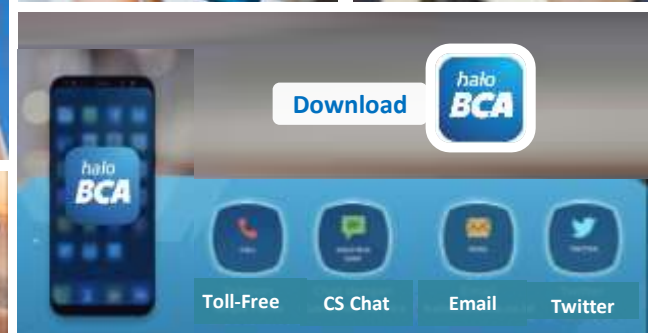 Download
halo
BCA
halo
BCA
Toll-Free
CS Chat
Email
Twitter